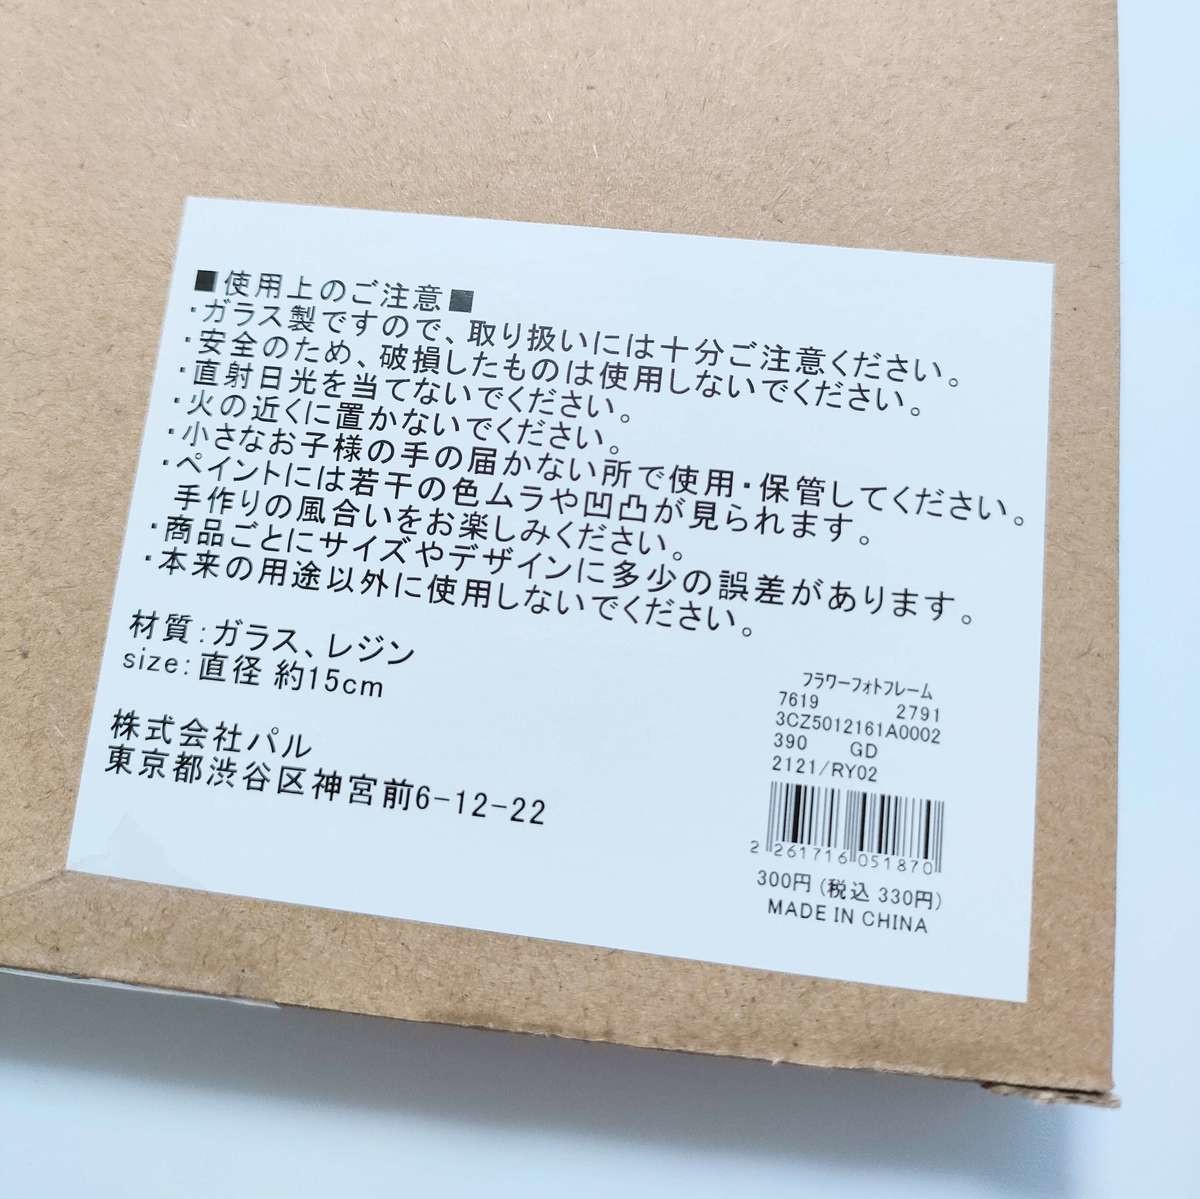 ■使用上のご注意■
・ガラス製ですので、取り扱いには十分ご注意ください。
・安全のため、破損したものは使用しないでください。
・直射日光を当てないでください。
・火の近くに置かないでください。
・小さなお子様の手の届かない所で使用・保管してください。
・ペイントには若干の色ムラや凹凸が見られます。
手作りの風合いをお楽しみください。
・商品ごとにサイズやデザインに多少の誤差があります。
・本来の用途以外に使用しないでください。
材質:ガラス、レジン
size:直径 約15cm
株式会社パル
東京都渋谷区神宮前6-12-22
フラワーフォトフレーム
7619 2791
3CZ5012161A0002
390 GD
2121/RY02
2 261716 051870
300円(税込 330円)
MADE IN CHINA